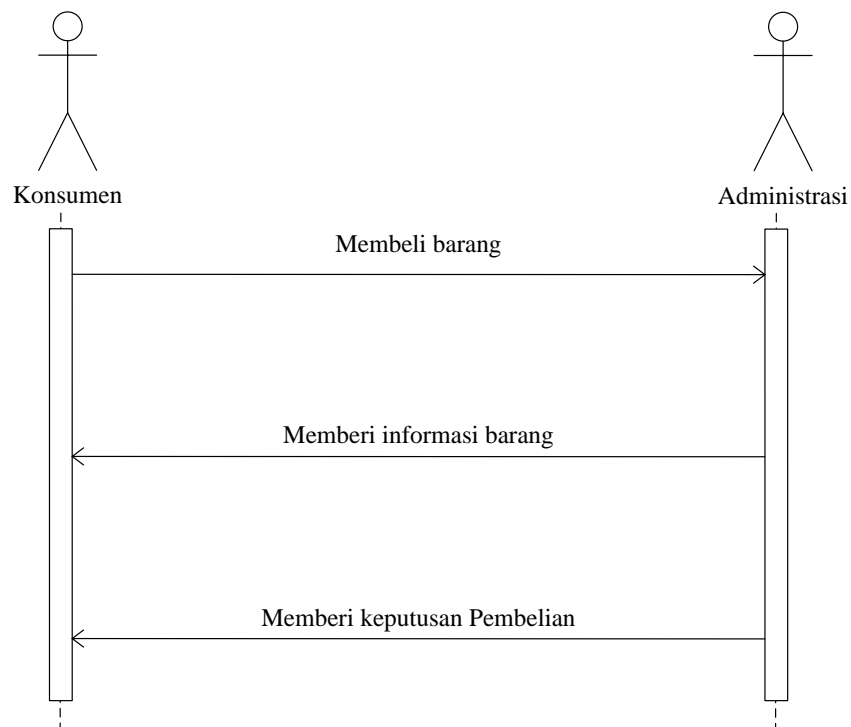 Konsumen
Administrasi
Membeli barang
Memberi informasi barang
Memberi keputusan Pembelian